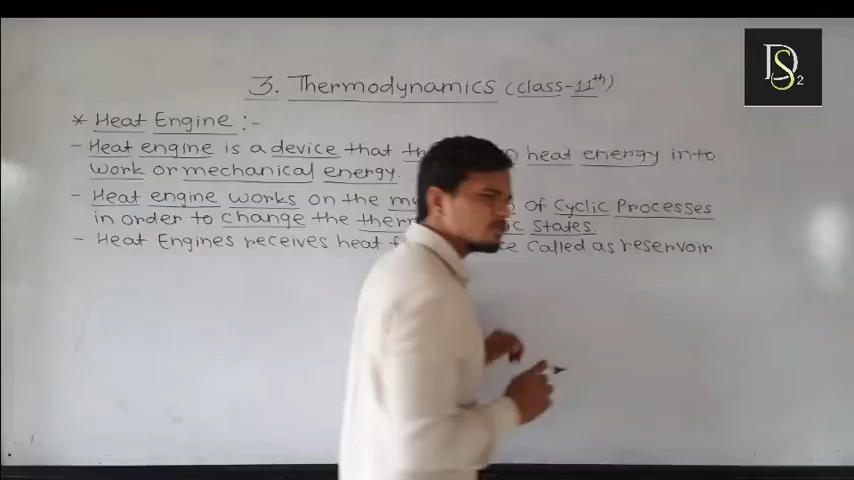 3. Thermodynamics (class-11th)
* Heat Engine :-
- Heat engine is a device that heat energy into
work or mechanical energy.
- Heat engine works on the of Cyclic Processes
in order to change the States.
- Heat Engines receives heat Called as reservoir
DS2